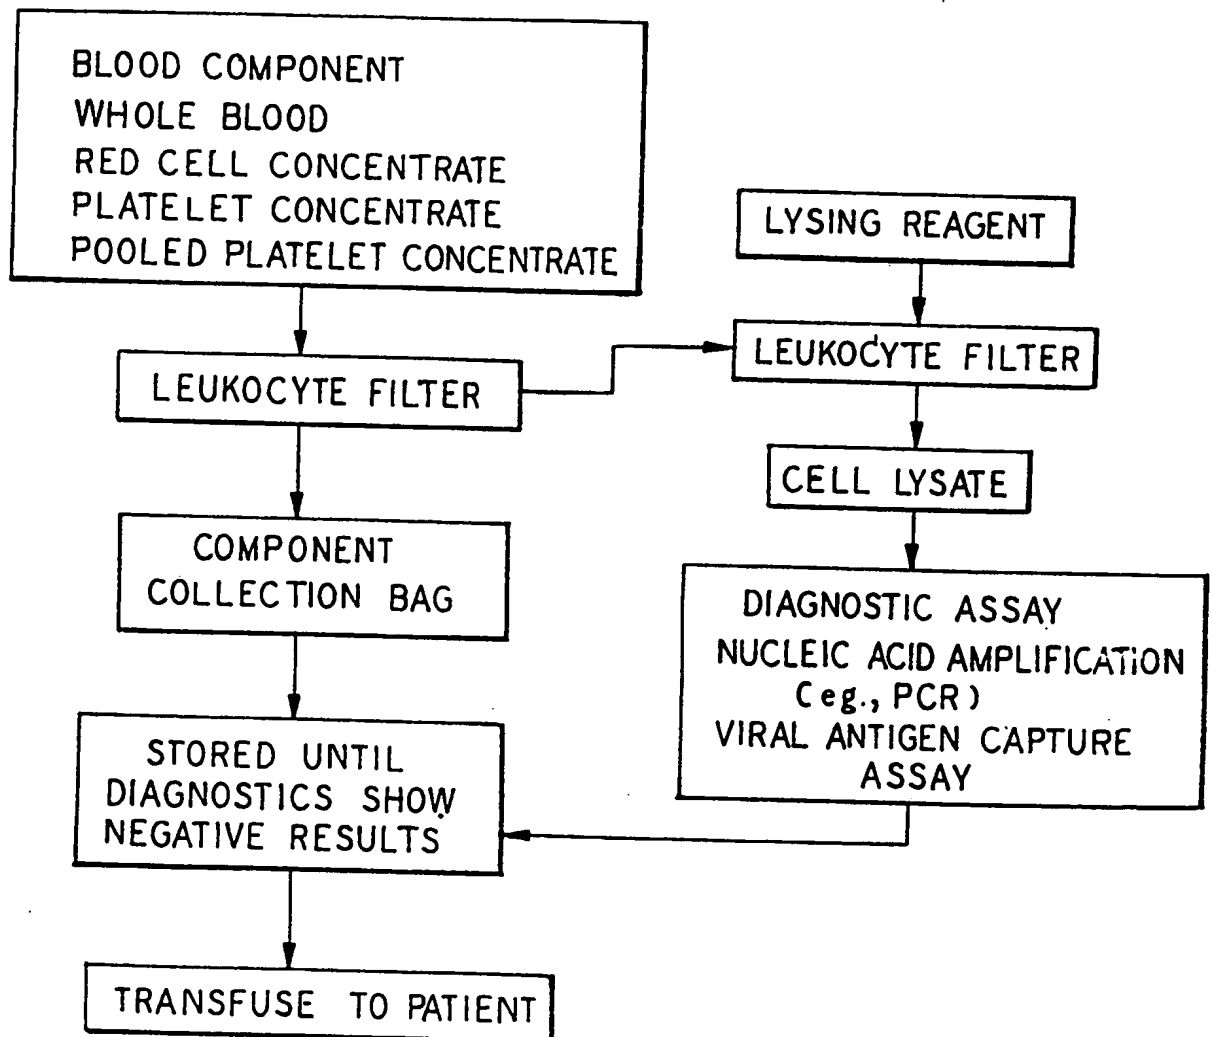 BLOOD COMPONENT
WHOLE BLOOD
RED CELL CONCENTRATE
PLATELET CONCENTRATE
POOLED PLATELET CONCENTRATE
LEUKOCYTE FILTER
COMPONENT
COLLECTION BAG
STORED UNTIL
DIAGNOSTICS SHOW
NEGATIVE RESULTS
TRANSFUSE TO PATIENT
LYSING REAGENT
LEUKOCYTE FILTER
CELL LYSATE
DIAGNOSTIC ASSAY
NUCLEIC ACID AMPLIFICATION
(eg., PCR)
VIRAL ANTIGEN CAPTURE
ASSAY